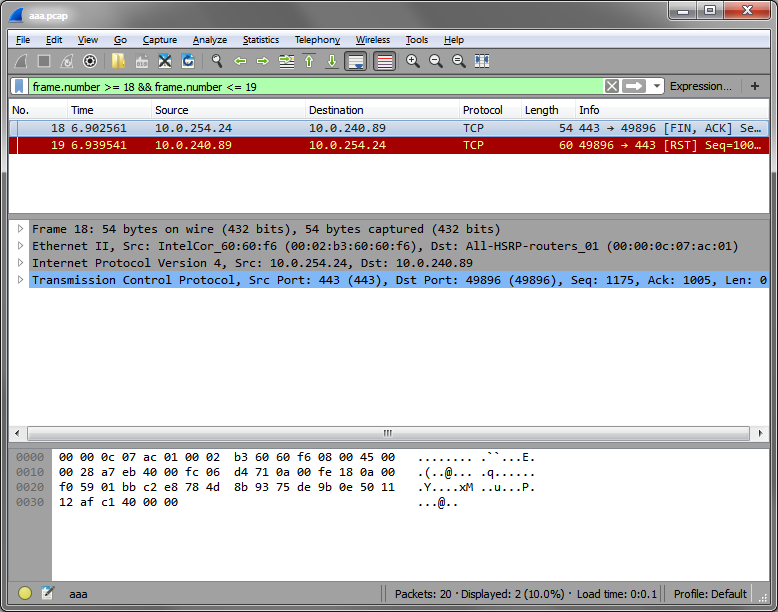 aaa.pcap
File Edit View Go Capture Analyze Statistics Telephony Wireless Tools Help
frame.number >= 18 && frame.number <= 19 Expression... +
No. Time Source Destination Protocol Length Info
18 6.902561 10.0.254.24 10.0.240.89 TCP 54 443 → 49896 [FIN, ACK] Se…
19 6.939541 10.0.240.89 10.0.254.24 TCP 60 49896 → 443 [RST] Seq=100…
Frame 18: 54 bytes on wire (432 bits), 54 bytes captured (432 bits)
Ethernet II, Src: IntelCor_60:60:f6 (00:02:b3:60:60:f6), Dst: All-HSRP-routers_01 (00:00:0c:07:ac:01)
Internet Protocol Version 4, Src: 10.0.254.24, Dst: 10.0.240.89
Transmission Control Protocol, Src Port: 443 (443), Dst Port: 49896 (49896), Seq: 1175, Ack: 1005, Len: 0
0000 00 00 0c 07 ac 01 00 02 b3 60 60 f6 08 00 45 00 ........ .``...E.
0010 00 28 a7 eb 40 00 fc 06 d4 71 0a 00 fe 18 0a 00 .(..@... .q......
0020 f0 59 01 bb c2 e8 78 4d 8b 93 75 de 9b 0e 50 11 .Y....xM ..u...P.
0030 12 af c1 40 00 00 ...@..
aaa Packets: 20 · Displayed: 2 (10.0%) · Load time: 0:0.1 Profile: Default